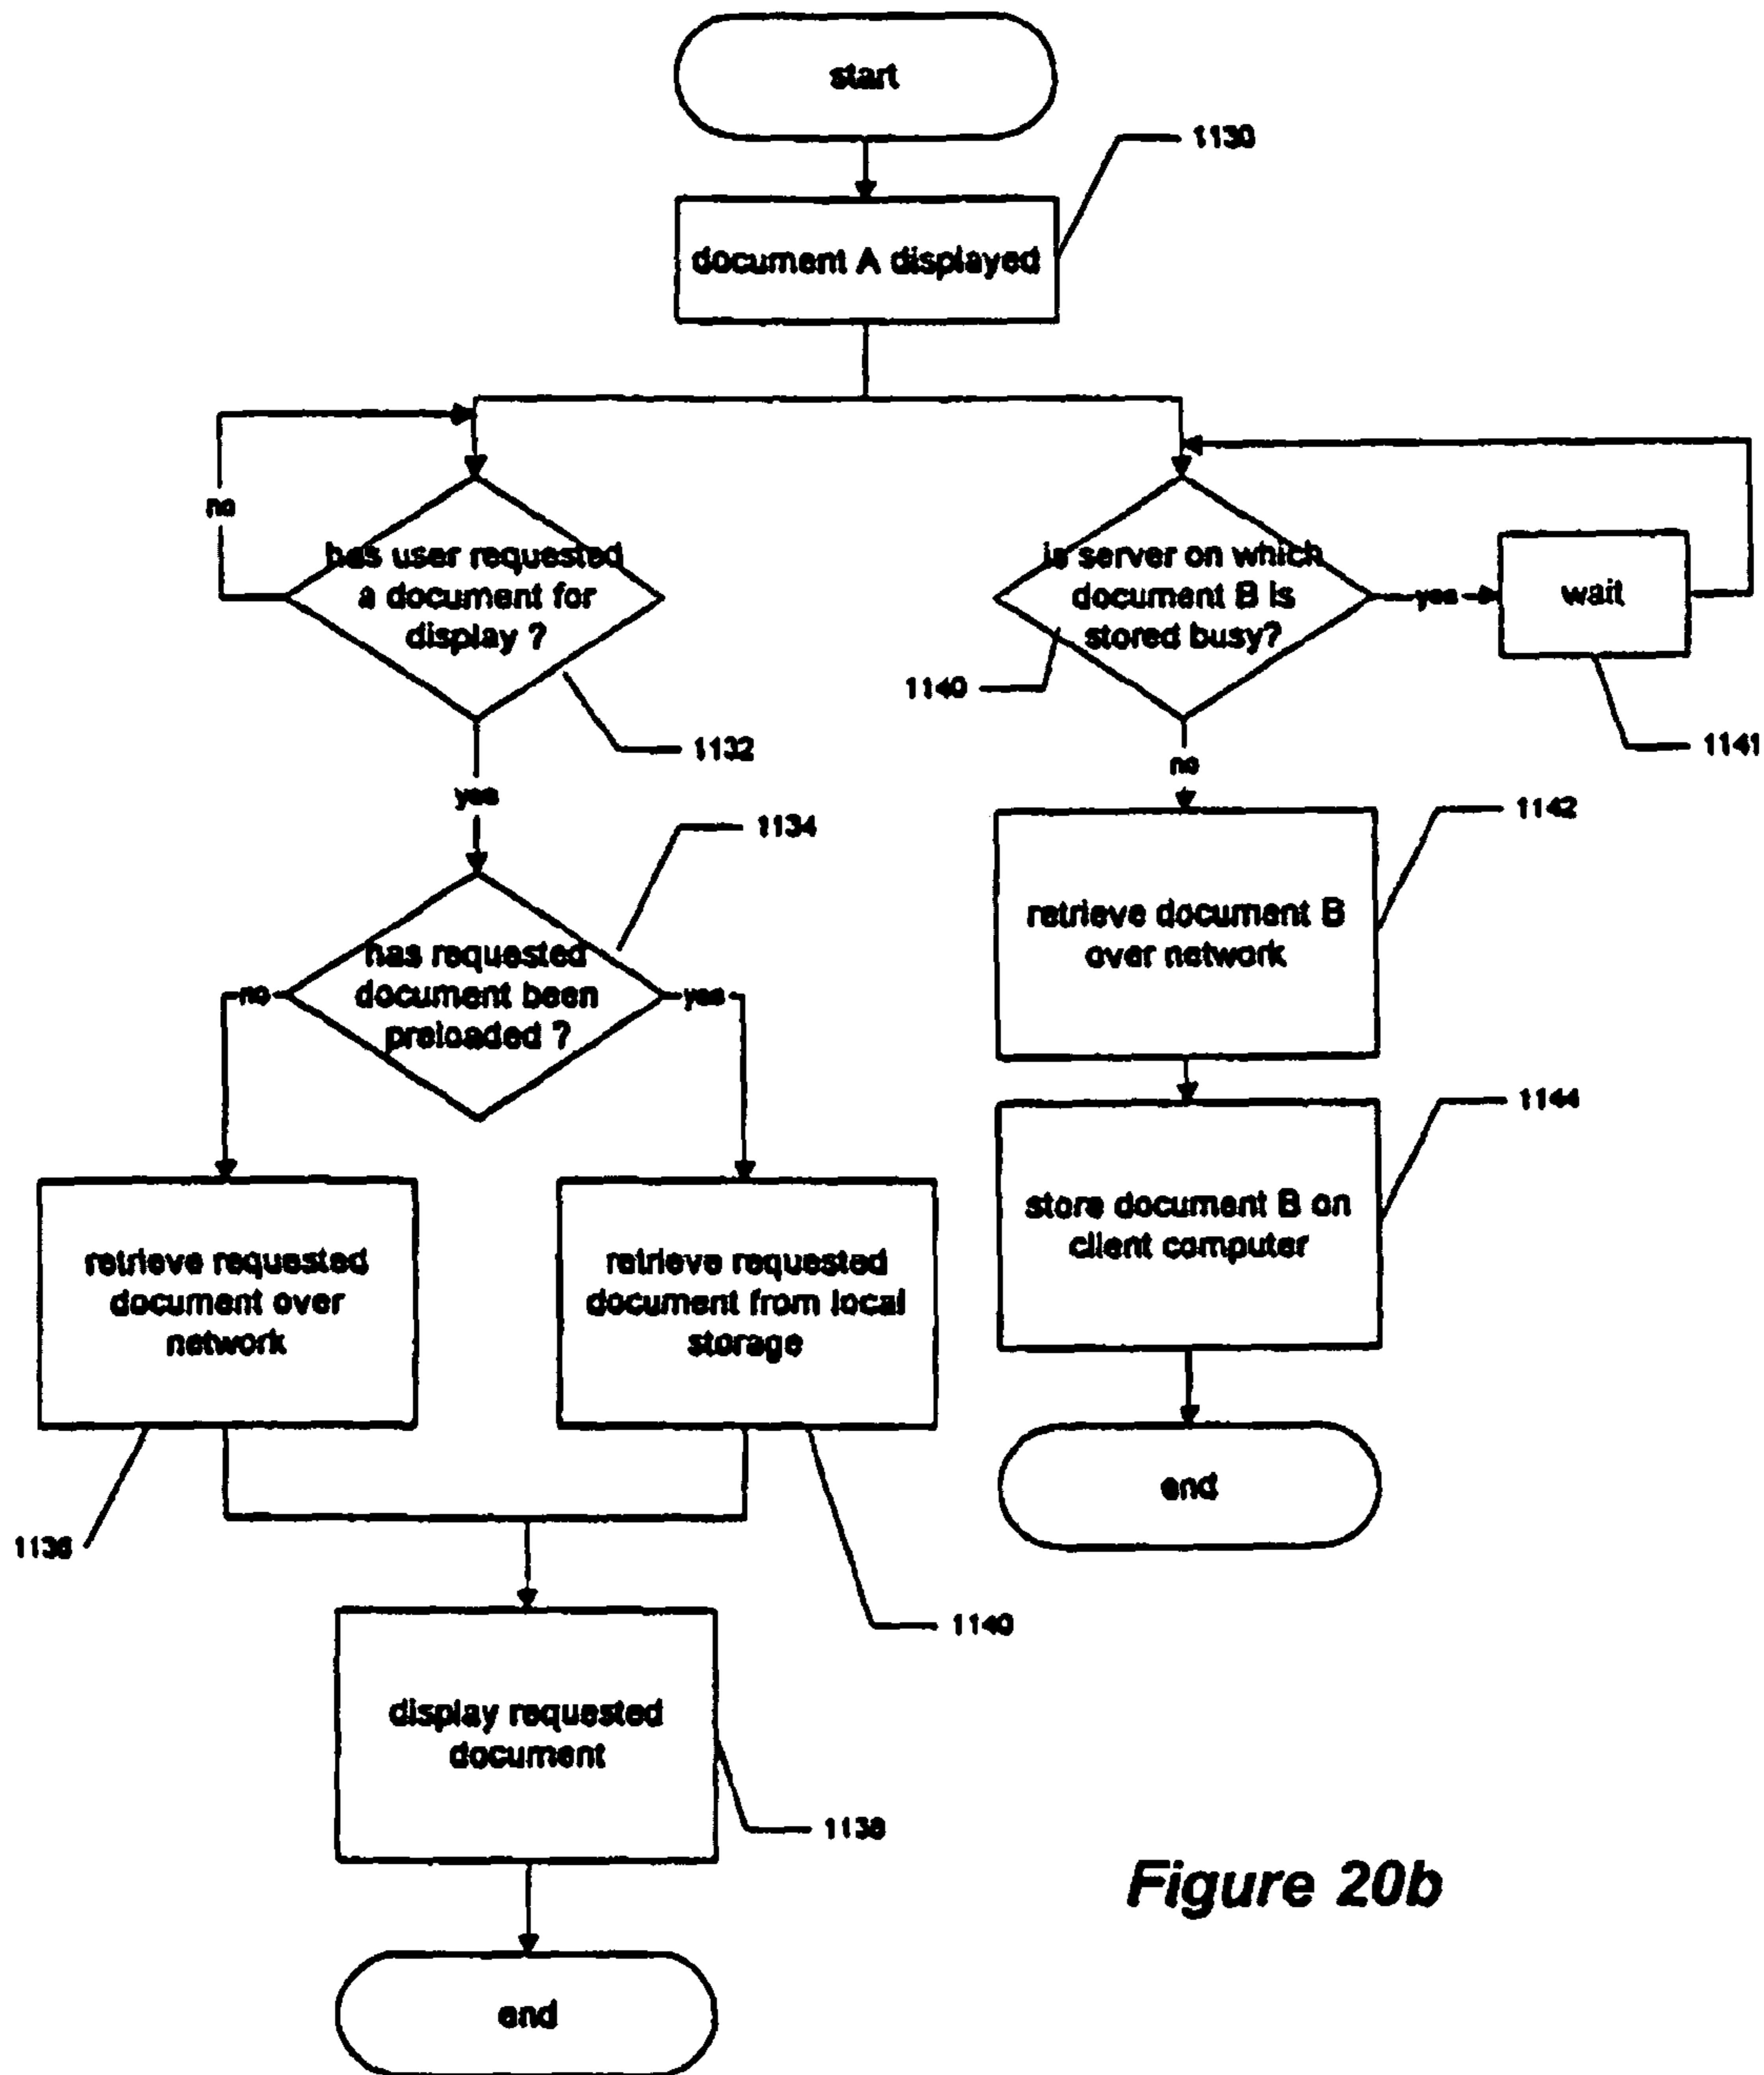 start
1130
document A displayed
no
has user requested
a document for
display ?
1132
is server on which
document B is
stored busy?
1140
yes
wait
1141
yes
no
1134
has requested
document been
preloaded ?
no
yes
1142
retrieve document B
over network
1144
store document B on
client computer
end
retrieve requested
document over
network
1136
retrieve requested
document from local
storage
1140
display requested
document
1138
end
Figure 20b